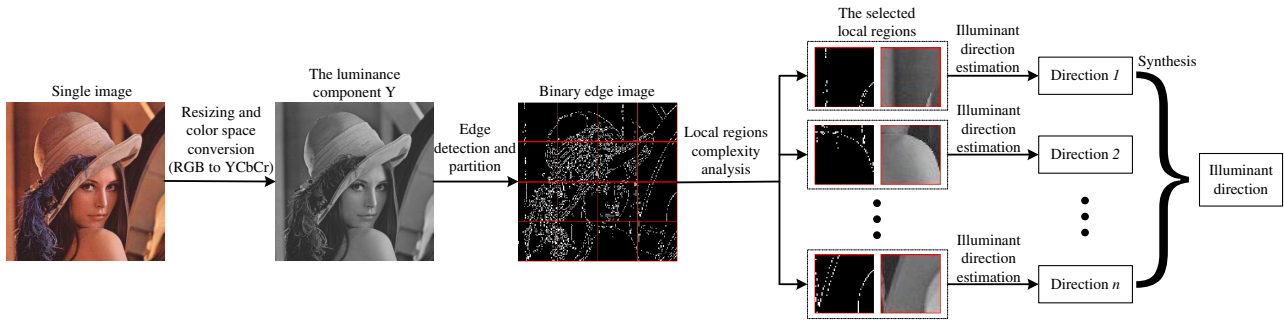 Single image
Resizing and
color space
conversion
(RGB to YCbCr)
The luminance
component Y
Edge
detection and
partition
Binary edge image
Local regions
complexity
analysis
The selected
local regions
Illuminant
direction
estimation
Direction 1
Illuminant
direction
estimation
Direction 2
Illuminant
direction
estimation
Direction n
Synthesis
Illuminant
direction